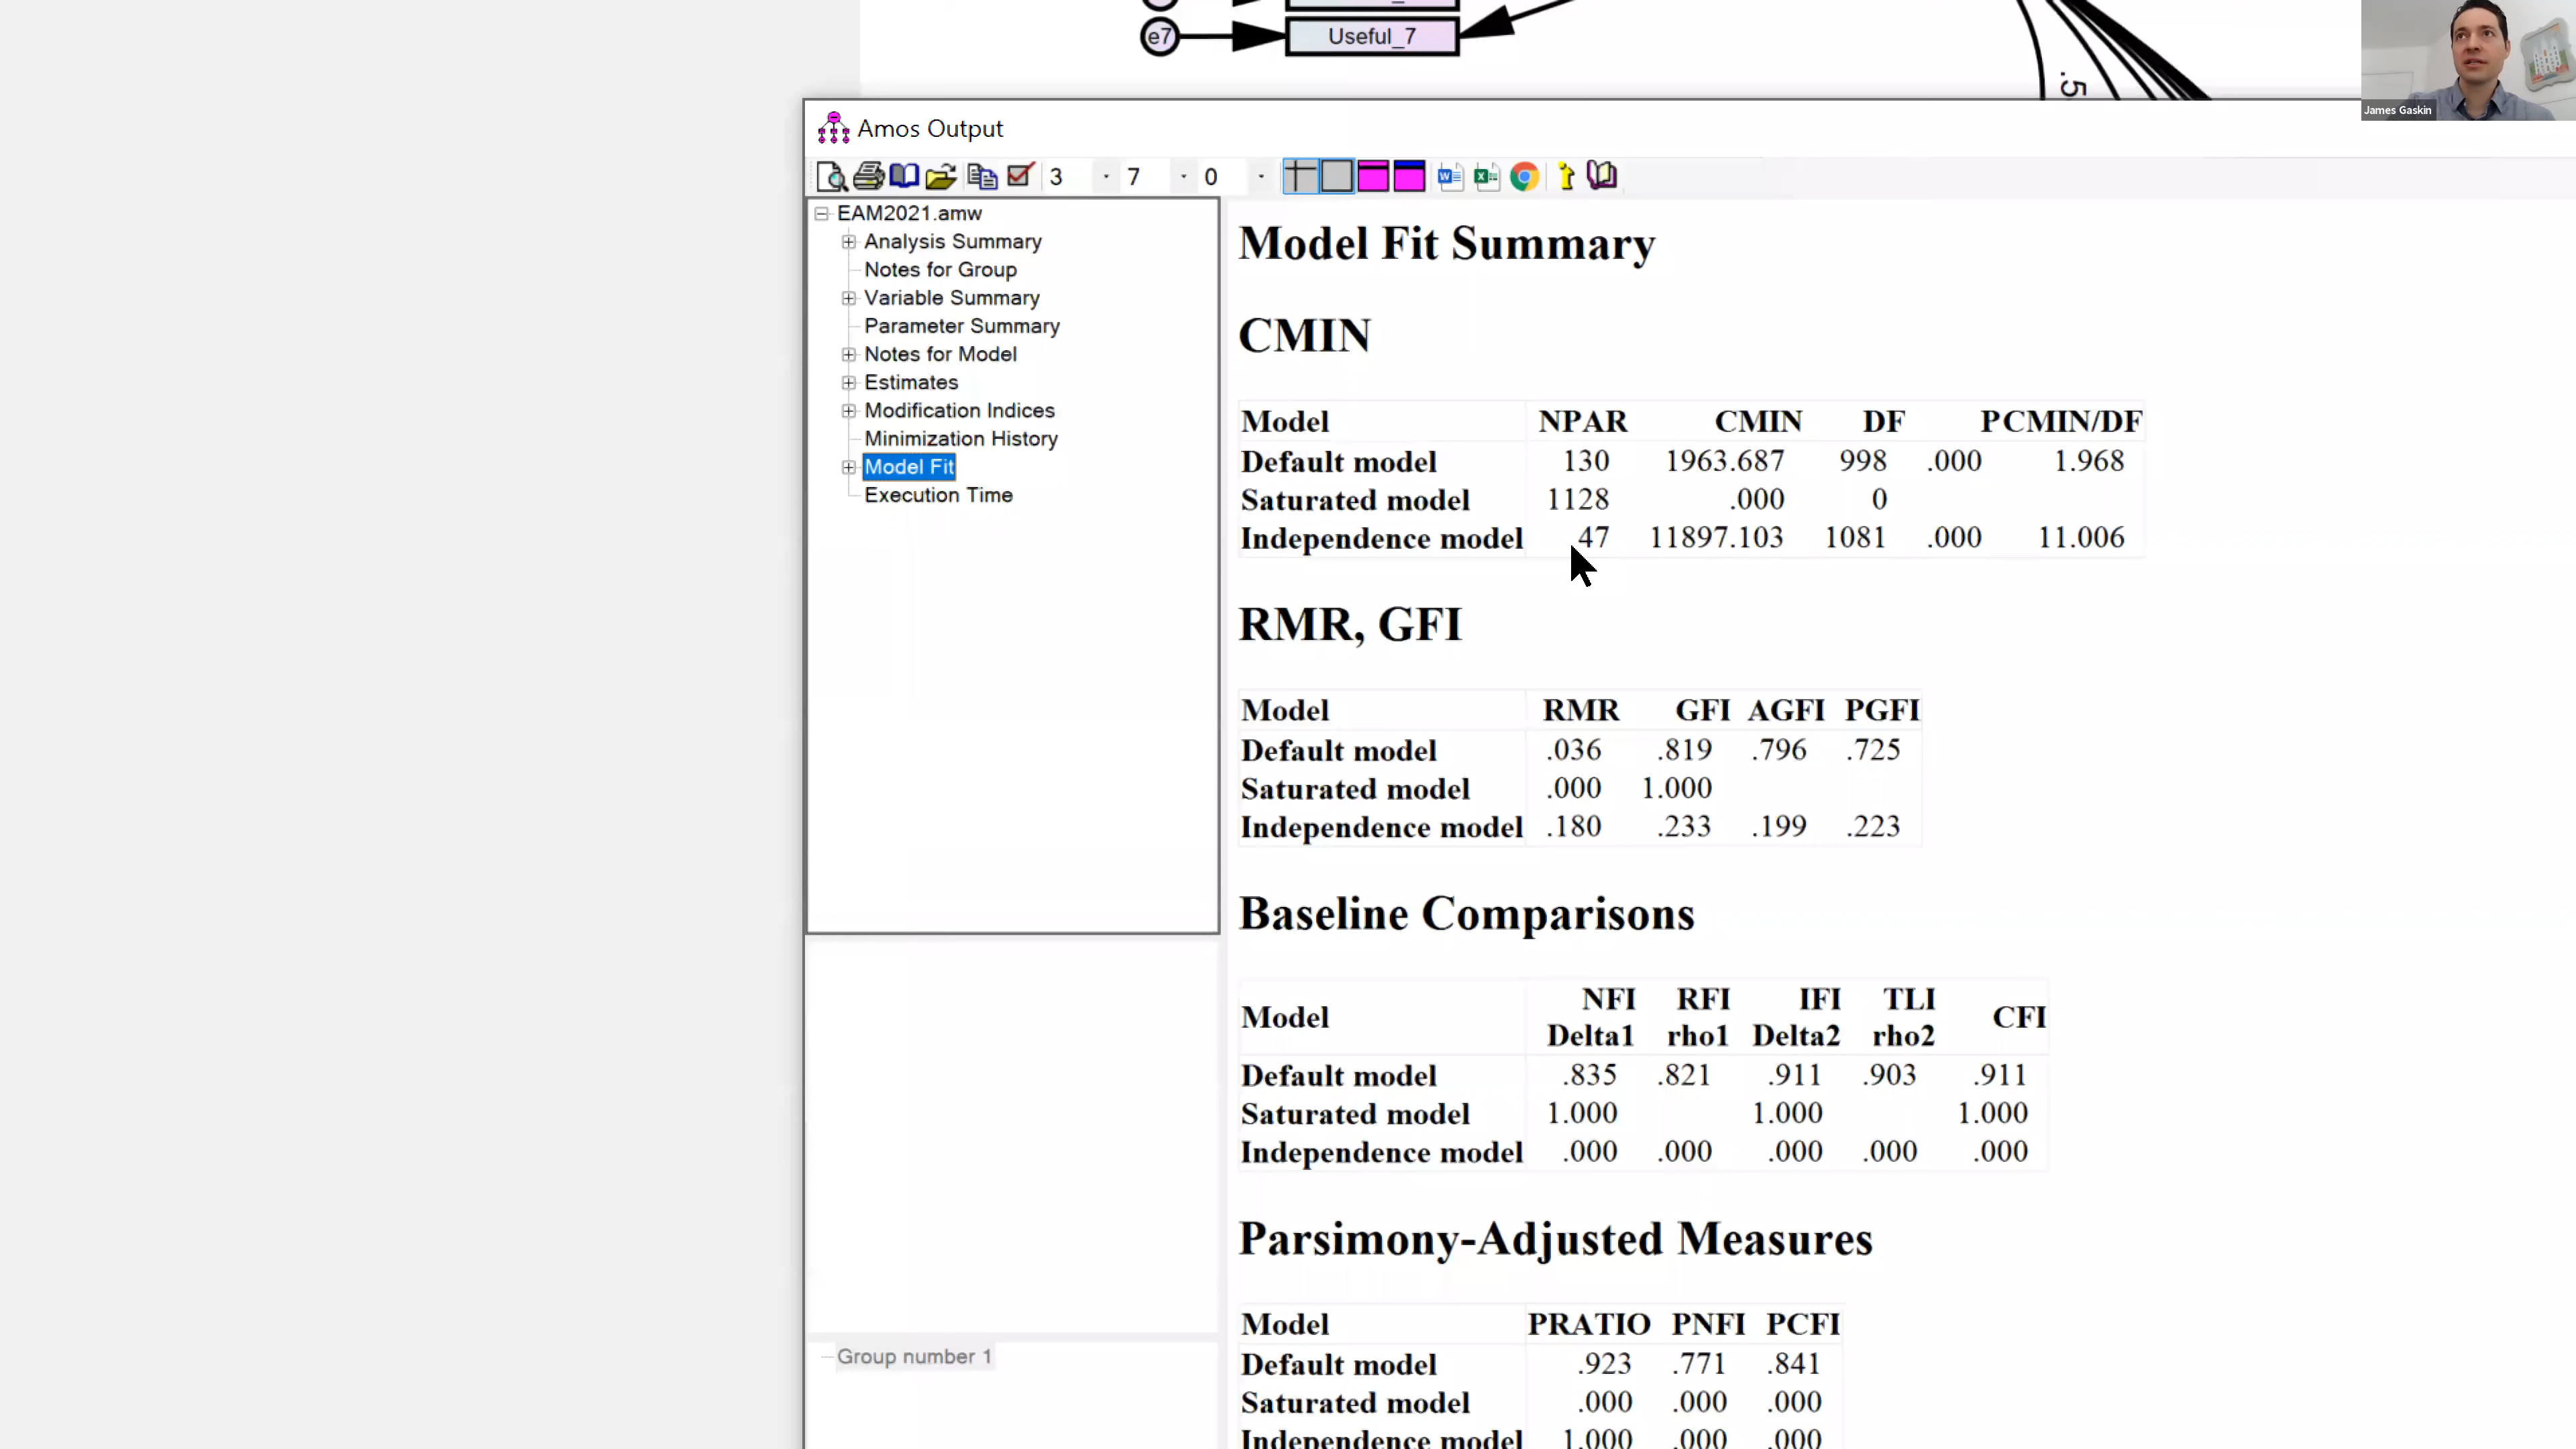 e7
Useful_7
.5
James Gaskin
Amos Output
3 7 0
EAM2021.amw
Analysis Summary
Notes for Group
Variable Summary
Parameter Summary
Notes for Model
Estimates
Modification Indices
Minimization History
Model Fit
Execution Time
Group number 1
Model Fit Summary
CMIN
Model NPAR CMIN DF P CMIN/DF
Default model 130 1963.687 998 .000 1.968
Saturated model 1128 .000 0
Independence model 47 11897.103 1081 .000 11.006
RMR, GFI
Model RMR GFI AGFI PGFI
Default model .036 .819 .796 .725
Saturated model .000 1.000
Independence model .180 .233 .199 .223
Baseline Comparisons
Model NFI Delta1 RFI rho1 IFI Delta2 TLI rho2 CFI
Default model .835 .821 .911 .903 .911
Saturated model 1.000 1.000 1.000
Independence model .000 .000 .000 .000 .000
Parsimony-Adjusted Measures
Model PRATIO PNFI PCFI
Default model .923 .771 .841
Saturated model .000 .000 .000
Independence model 1.000 .000 .000